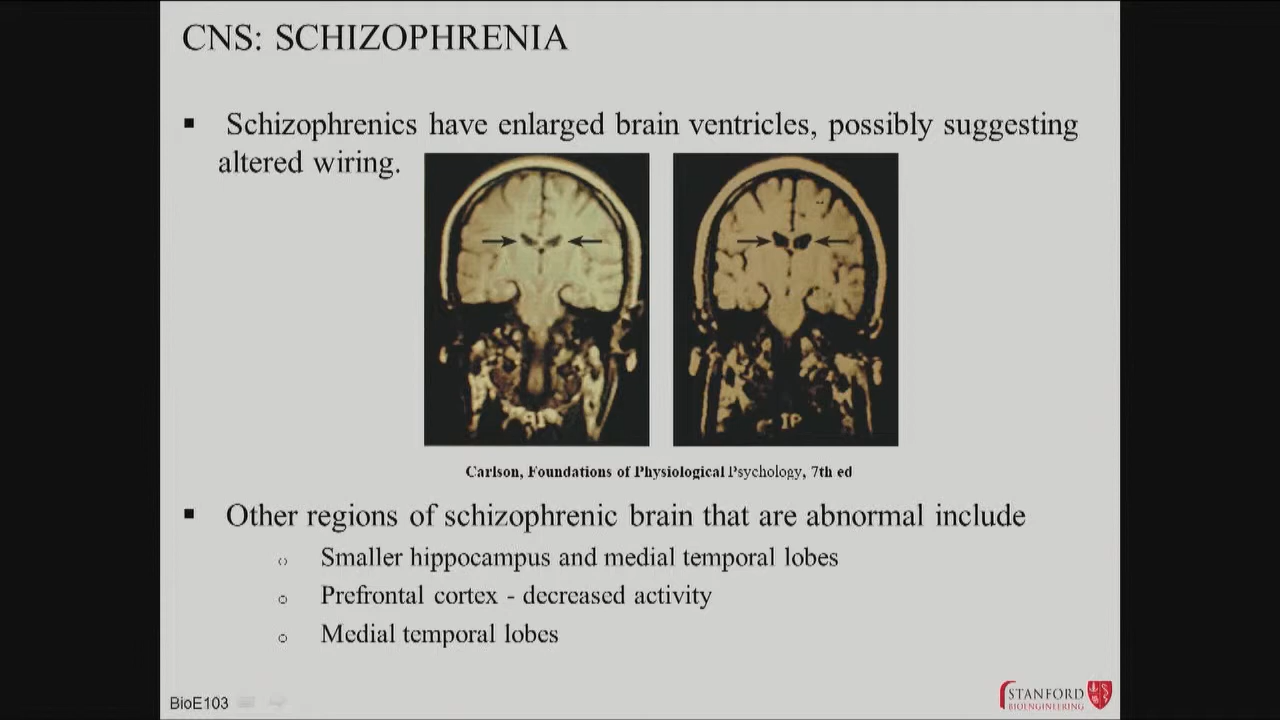 CNS: SCHIZOPHRENIA
▪ Schizophrenics have enlarged brain ventricles, possibly suggesting
altered wiring.
Carlson, Foundations of Physiological Psychology, 7th ed
▪ Other regions of schizophrenic brain that are abnormal include
Smaller hippocampus and medial temporal lobes
Prefrontal cortex - decreased activity
Medial temporal lobes
BioE103
STANFORD
BIOENGINEERING